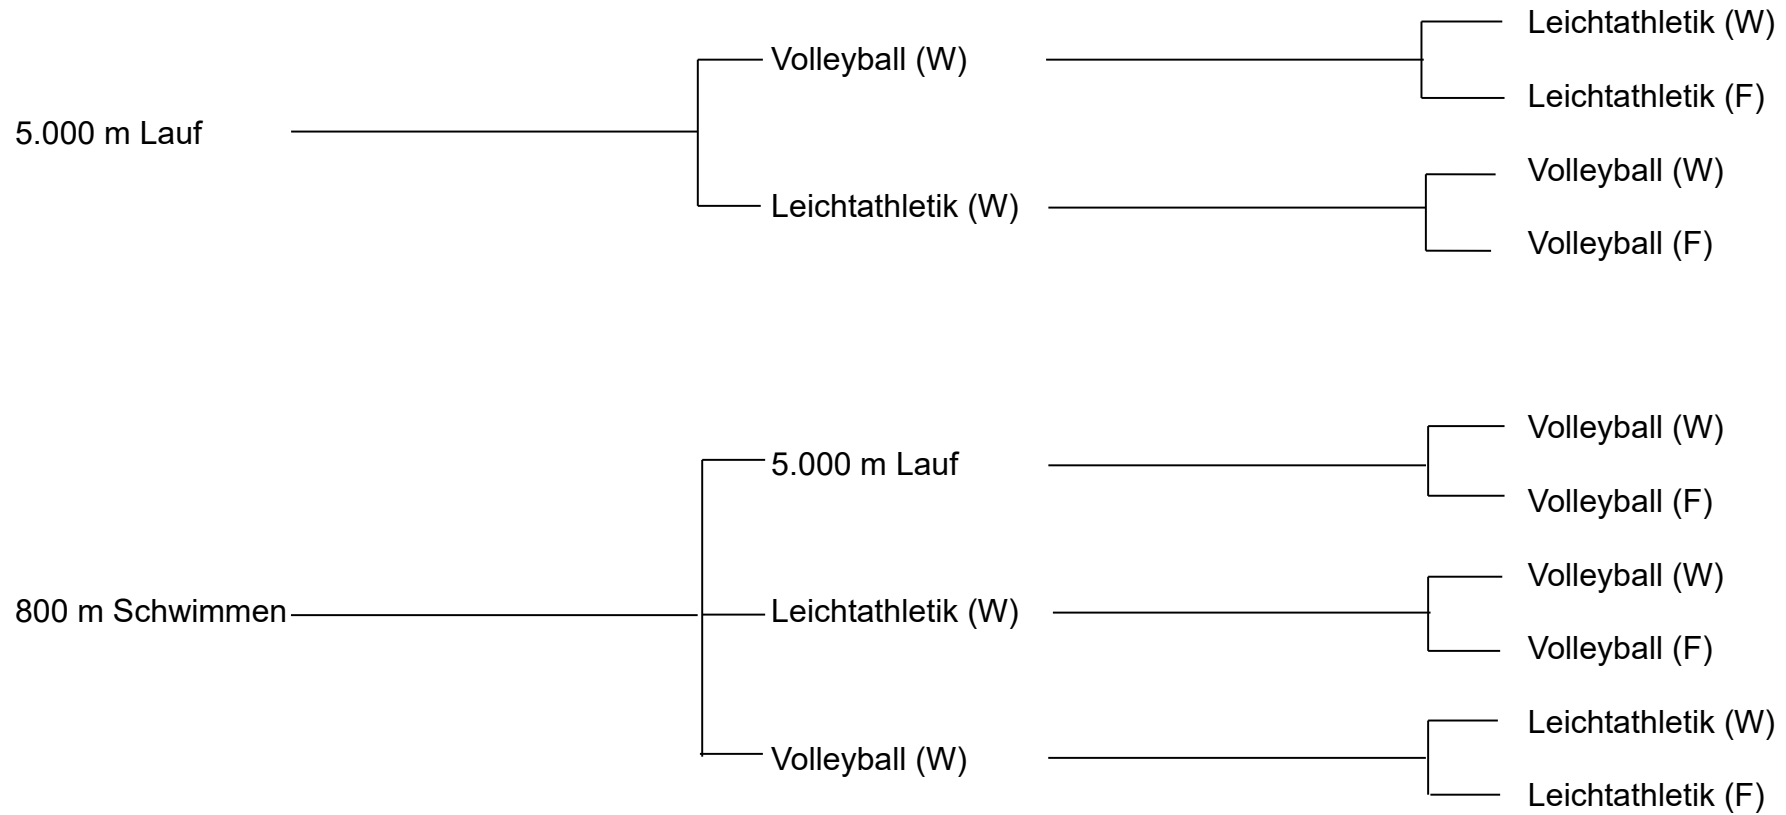 Leichtathletik (W)
Volleyball (W)
Leichtathletik (F)
5.000 m Lauf
Volleyball (W)
Leichtathletik (W)
Volleyball (F)
Volleyball (W)
5.000 m Lauf
Volleyball (F)
Volleyball (W)
800 m Schwimmen
Leichtathletik (W)
Volleyball (F)
Leichtathletik (W)
Volleyball (W)
Leichtathletik (F)